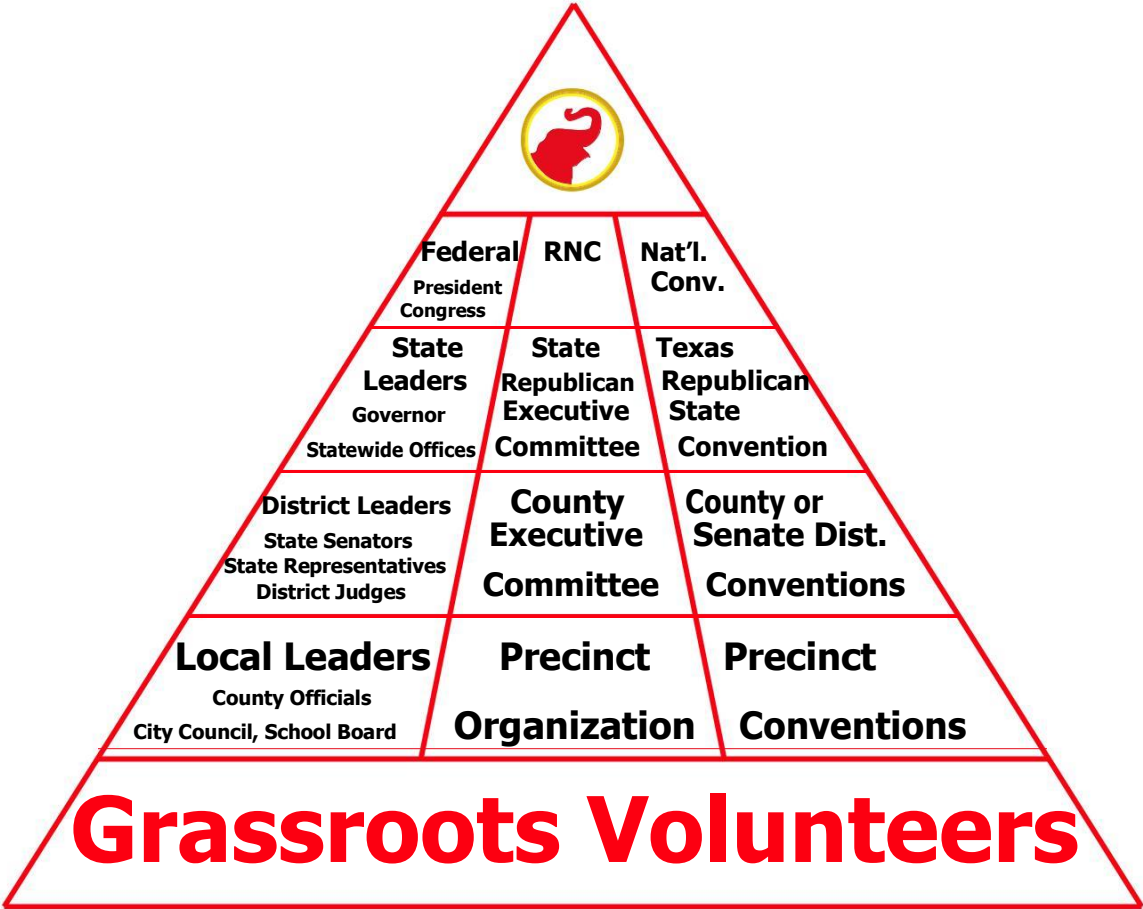 Federal
President
Congress
RNC
Nat’l.
Conv.
State
Leaders
Governor
Statewide Offices
State
Republican
Executive
Committee
Texas
Republican
State
Convention
District Leaders
State Senators
State Representatives
District Judges
County
Executive
Committee
County or
Senate Dist.
Conventions
Local Leaders
County Officials
City Council, School Board
Precinct
Organization
Precinct
Conventions
Grassroots Volunteers